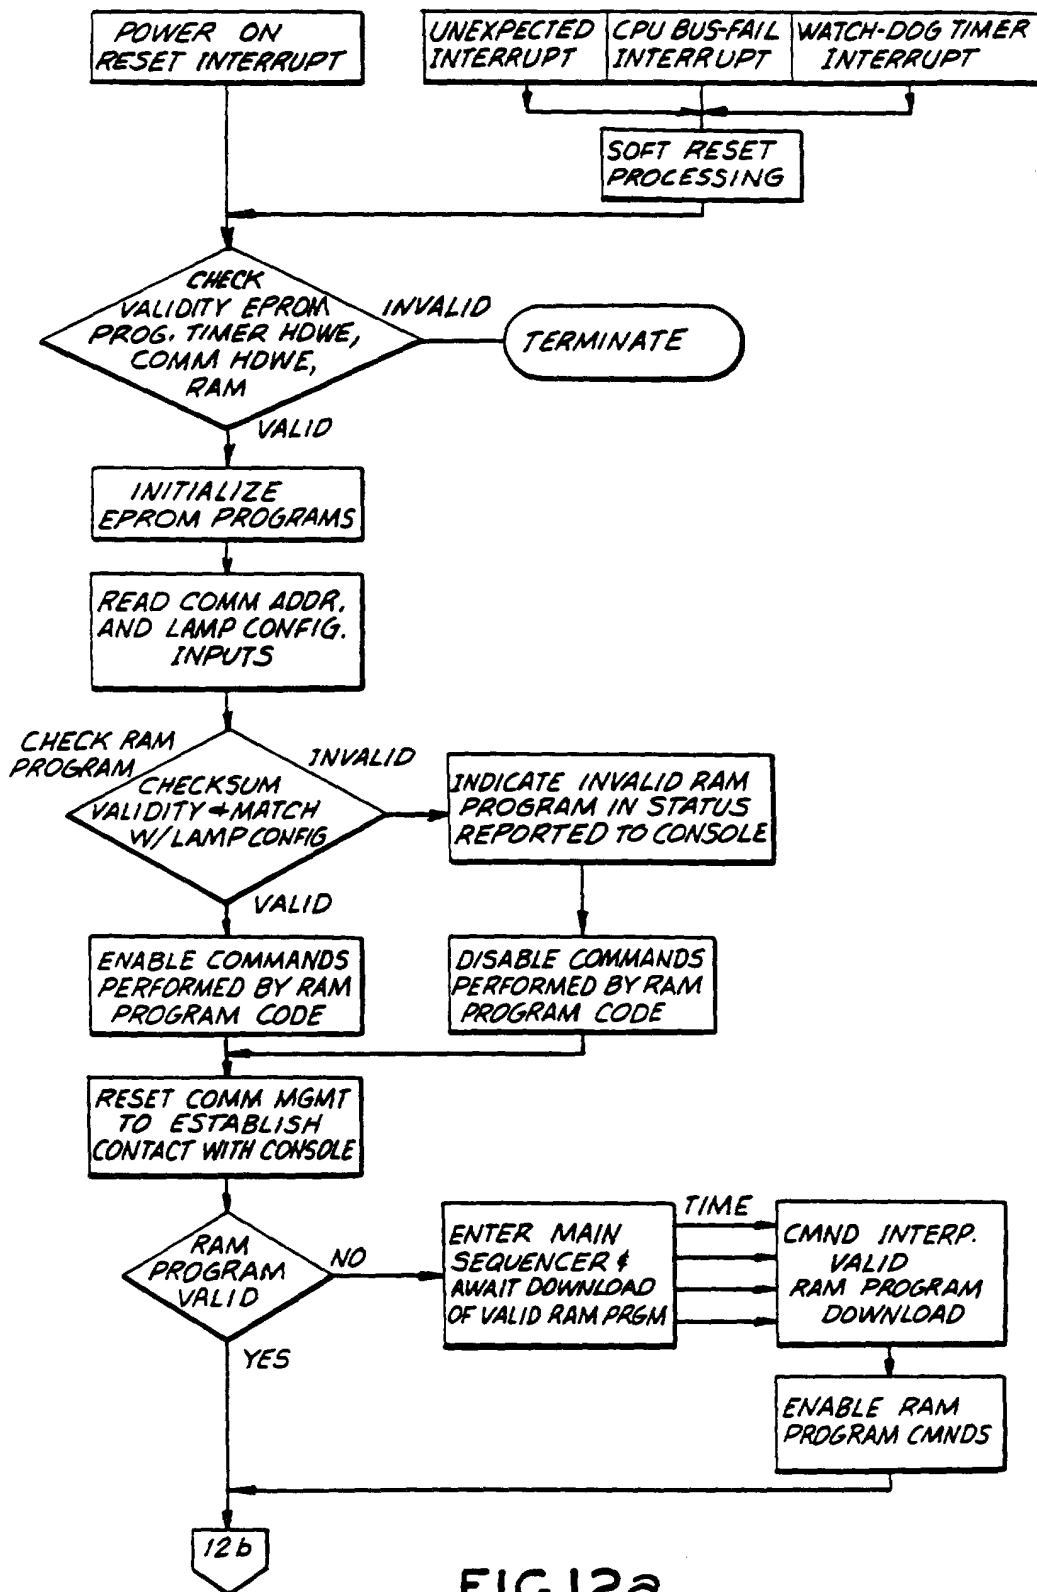 POWER ON
RESET INTERRUPT
UNEXPECTED
INTERRUPT
CPU BUS-FAIL
INTERRUPT
WATCH-DOG TIMER
INTERRUPT
SOFT RESET
PROCESSING
CHECK
VALIDITY EPROM
PROG. TIMER HDWE,
COMM HDWE,
RAM
INVALID
TERMINATE
VALID
INITIALIZE
EPROM PROGRAMS
READ COMM ADDR.
AND LAMP CONFIG.
INPUTS
CHECK RAM
PROGRAM
CHECKSUM
VALIDITY & MATCH
W/LAMP CONFIG
INVALID
INDICATE INVALID RAM
PROGRAM IN STATUS
REPORTED TO CONSOLE
VALID
ENABLE COMMANDS
PERFORMED BY RAM
PROGRAM CODE
DISABLE COMMANDS
PERFORMED BY RAM
PROGRAM CODE
RESET COMM MGMT
TO ESTABLISH
CONTACT WITH CONSOLE
RAM
PROGRAM
VALID
NO
ENTER MAIN
SEQUENCER &
AWAIT DOWNLOAD
OF VALID RAM PRGM
TIME
CMND INTERP.
VALID
RAM PROGRAM
DOWNLOAD
YES
ENABLE RAM
PROGRAM CMNDS
12b
FIG.12a